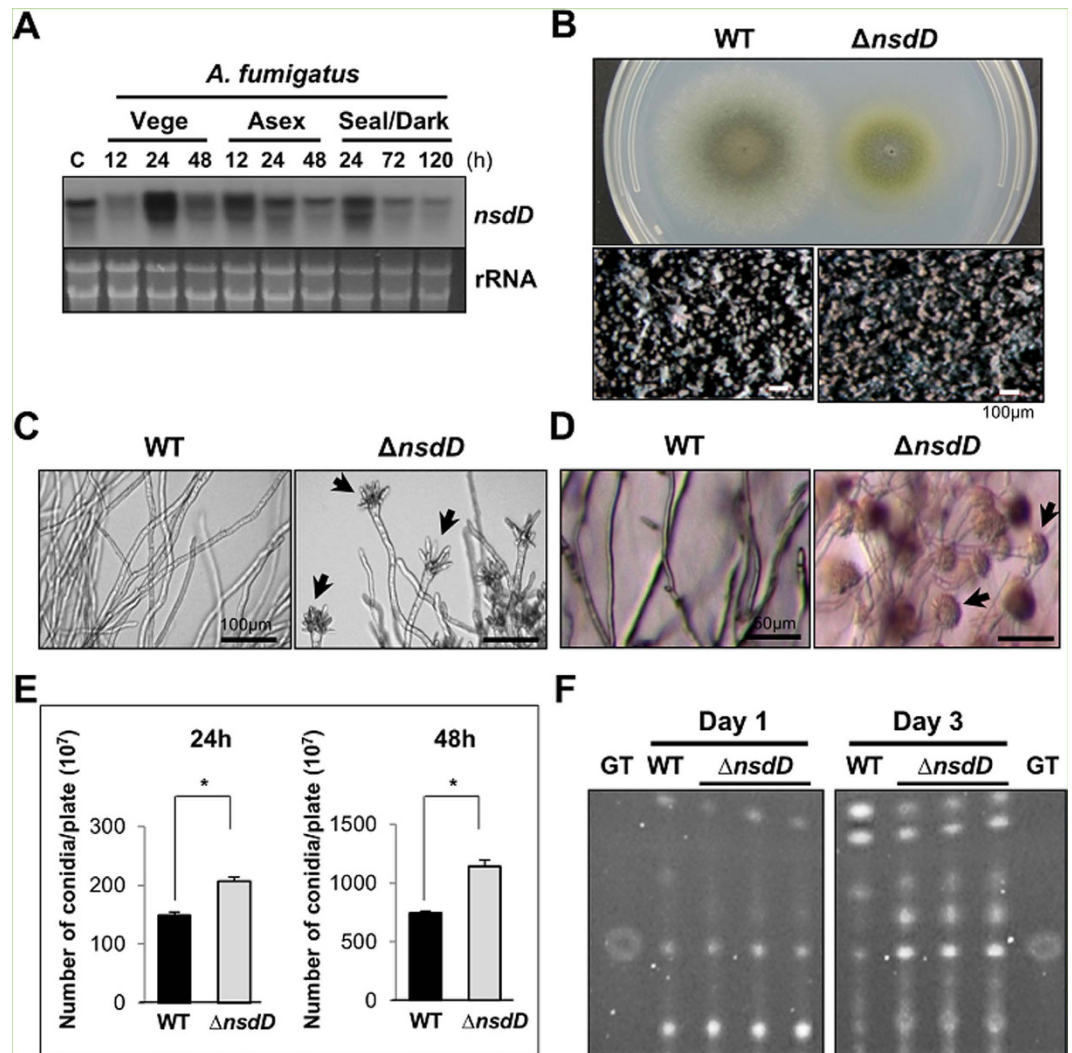 A
A. fumigatus
Vege Asex Seal/Dark
C 12 24 48 12 24 48 24 72 120 (h)
nsdD
rRNA
B
WT ΔnsdD
100μm
C
WT ΔnsdD
100μm
D
WT ΔnsdD
50μm
E
24h
Number of conidia/plate (10⁷)
*
300
200
100
0
WT ΔnsdD
48h
Number of conidia/plate (10⁷)
*
1500
1000
500
0
WT ΔnsdD
F
Day 1 Day 3
GT WT ΔnsdD WT ΔnsdD GT